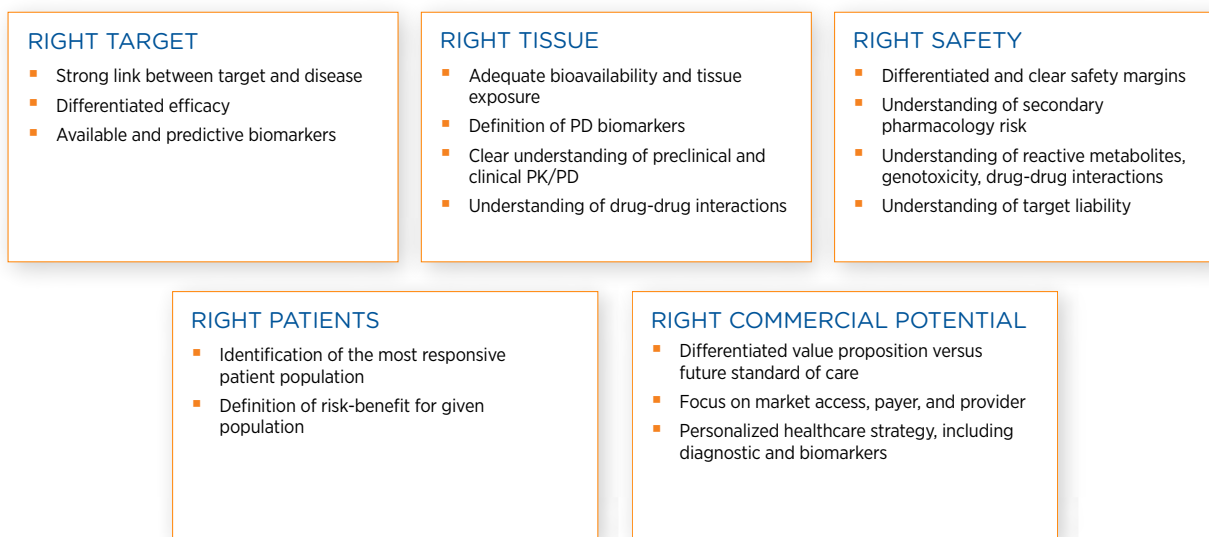 RIGHT TARGET
▪ Strong link between target and disease
▪ Differentiated efficacy
▪ Available and predictive biomarkers
RIGHT TISSUE
▪ Adequate bioavailability and tissue
exposure
▪ Definition of PD biomarkers
▪ Clear understanding of preclinical and
clinical PK/PD
▪ Understanding of drug-drug interactions
RIGHT SAFETY
▪ Differentiated and clear safety margins
▪ Understanding of secondary
pharmacology risk
▪ Understanding of reactive metabolites,
genotoxicity, drug-drug interactions
▪ Understanding of target liability
RIGHT PATIENTS
▪ Identification of the most responsive
patient population
▪ Definition of risk-benefit for given
population
RIGHT COMMERCIAL POTENTIAL
▪ Differentiated value proposition versus
future standard of care
▪ Focus on market access, payer, and provider
▪ Personalized healthcare strategy, including
diagnostic and biomarkers